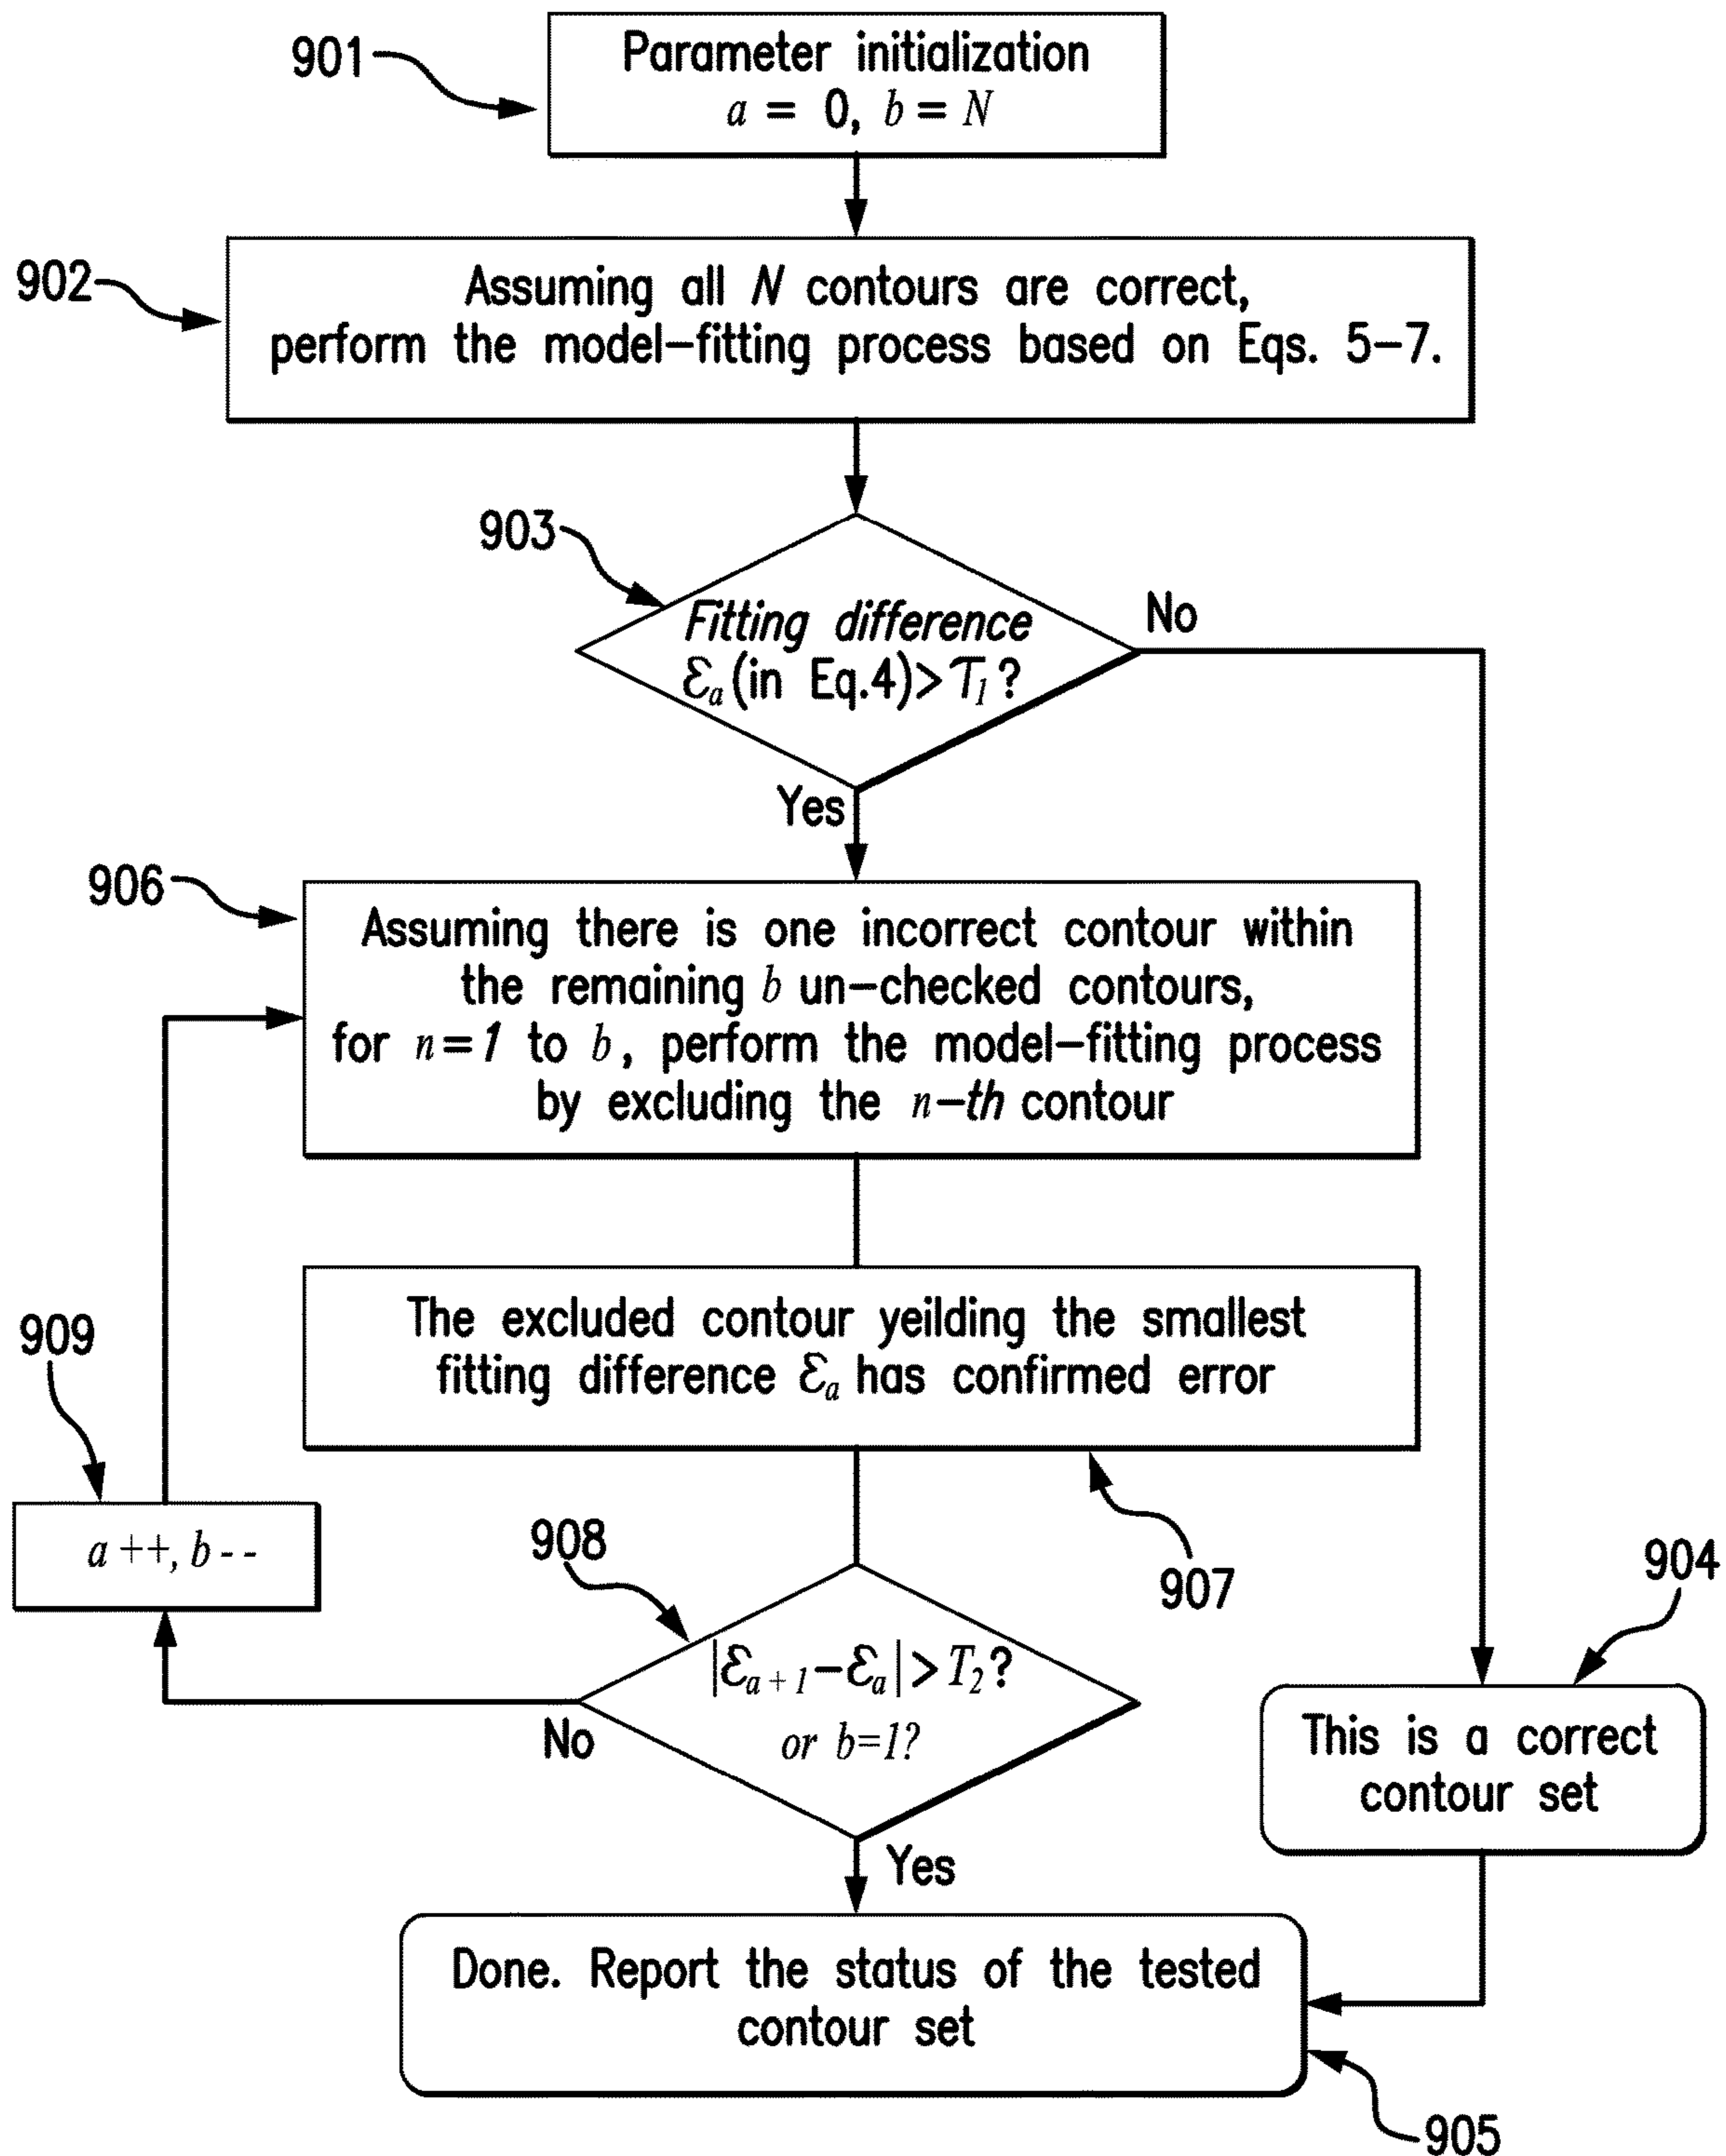 901
Parameter initialization
a = 0, b = N
902
Assuming all N contours are correct,
perform the model-fitting process based on Eqs. 5-7.
903
Fitting difference
ℰₐ (in Eq.4) > T₁ ?
No
Yes
906
Assuming there is one incorrect contour within
the remaining b un-checked contours,
for n=1 to b, perform the model-fitting process
by excluding the n-th contour
The excluded contour yeilding the smallest
fitting difference ℰₐ has confirmed error
907
909
a ++, b - -
908
|ℰₐ₊₁ - ℰₐ| > T₂?
or b=1?
No
Yes
904
This is a correct
contour set
Done. Report the status of the tested
contour set
905